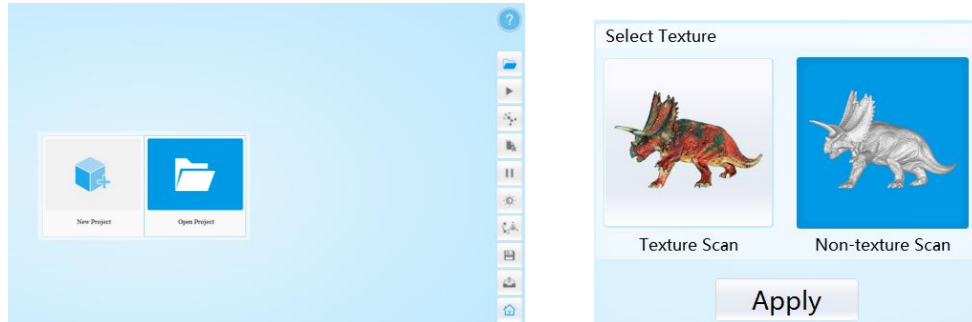 ?
New Project
Open Project
Select Texture
Texture Scan
Non-texture Scan
Apply